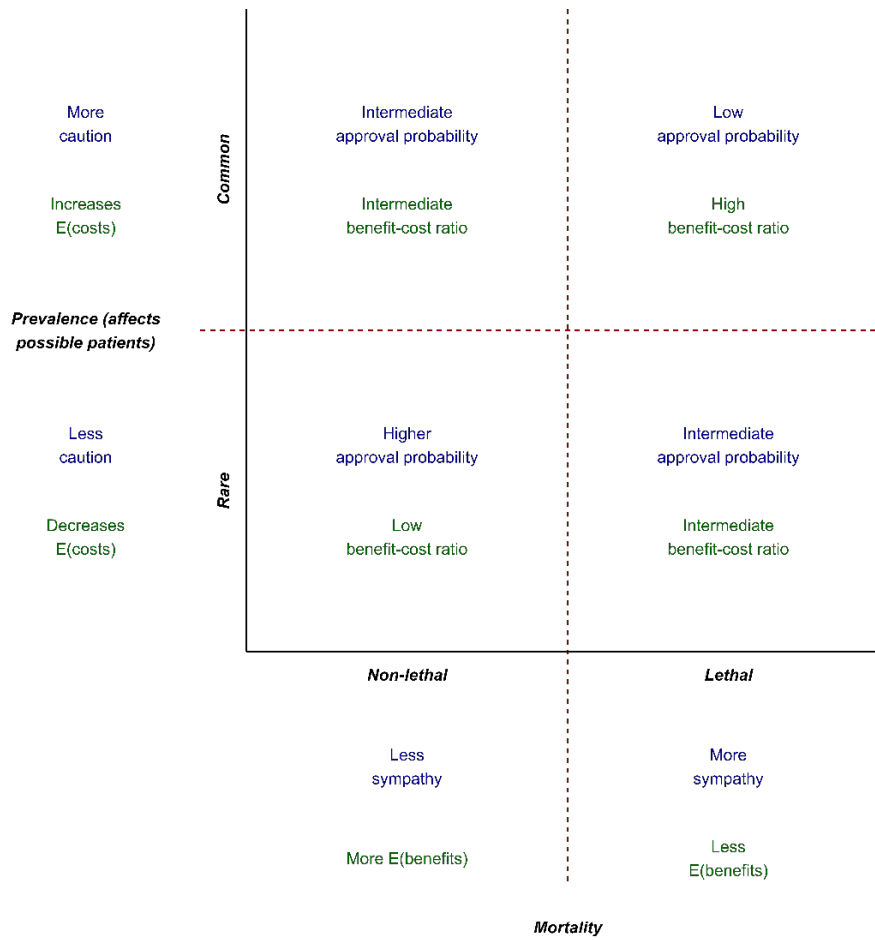 More
caution
Intermediate
approval probability
Low
approval probability
Common
Increases
E(costs)
Intermediate
benefit-cost ratio
High
benefit-cost ratio
Prevalence (affects
possible patients)
Less
caution
Higher
approval probability
Intermediate
approval probability
Rare
Decreases
E(costs)
Low
benefit-cost ratio
Intermediate
benefit-cost ratio
Non-lethal
Lethal
Less
sympathy
More
sympathy
More E(benefits)
Less
E(benefits)
Mortality